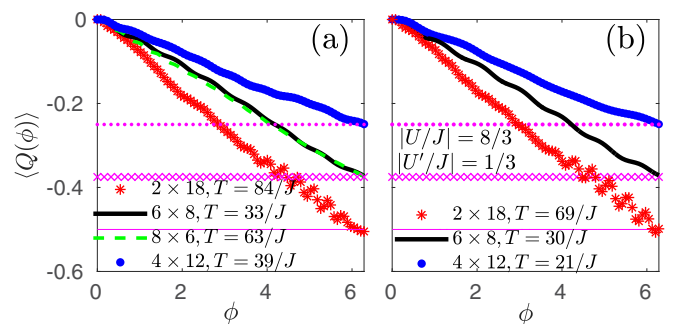 (a)
(b)
0
-0.2
-0.4
-0.6
⟨Q(ϕ)⟩
|U/J| = 8/3
|U′/J| = 1/3
2 × 18, T = 84/J
6 × 8, T = 33/J
8 × 6, T = 63/J
4 × 12, T = 39/J
2 × 18, T = 69/J
6 × 8, T = 30/J
4 × 12, T = 21/J
0 2 4 6
0 2 4 6
ϕ
ϕ